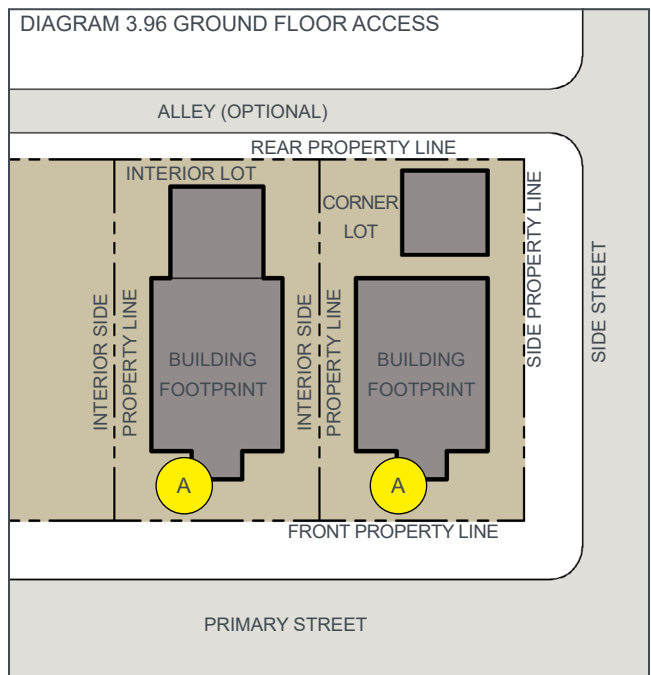 DIAGRAM 3.96 GROUND FLOOR ACCESS
ALLEY (OPTIONAL)
REAR PROPERTY LINE
INTERIOR LOT
CORNER
LOT
INTERIOR SIDE
PROPERTY LINE
BUILDING
FOOTPRINT
INTERIOR SIDE
PROPERTY LINE
BUILDING
FOOTPRINT
SIDE PROPERTY LINE
SIDE STREET
A
A
FRONT PROPERTY LINE
PRIMARY STREET